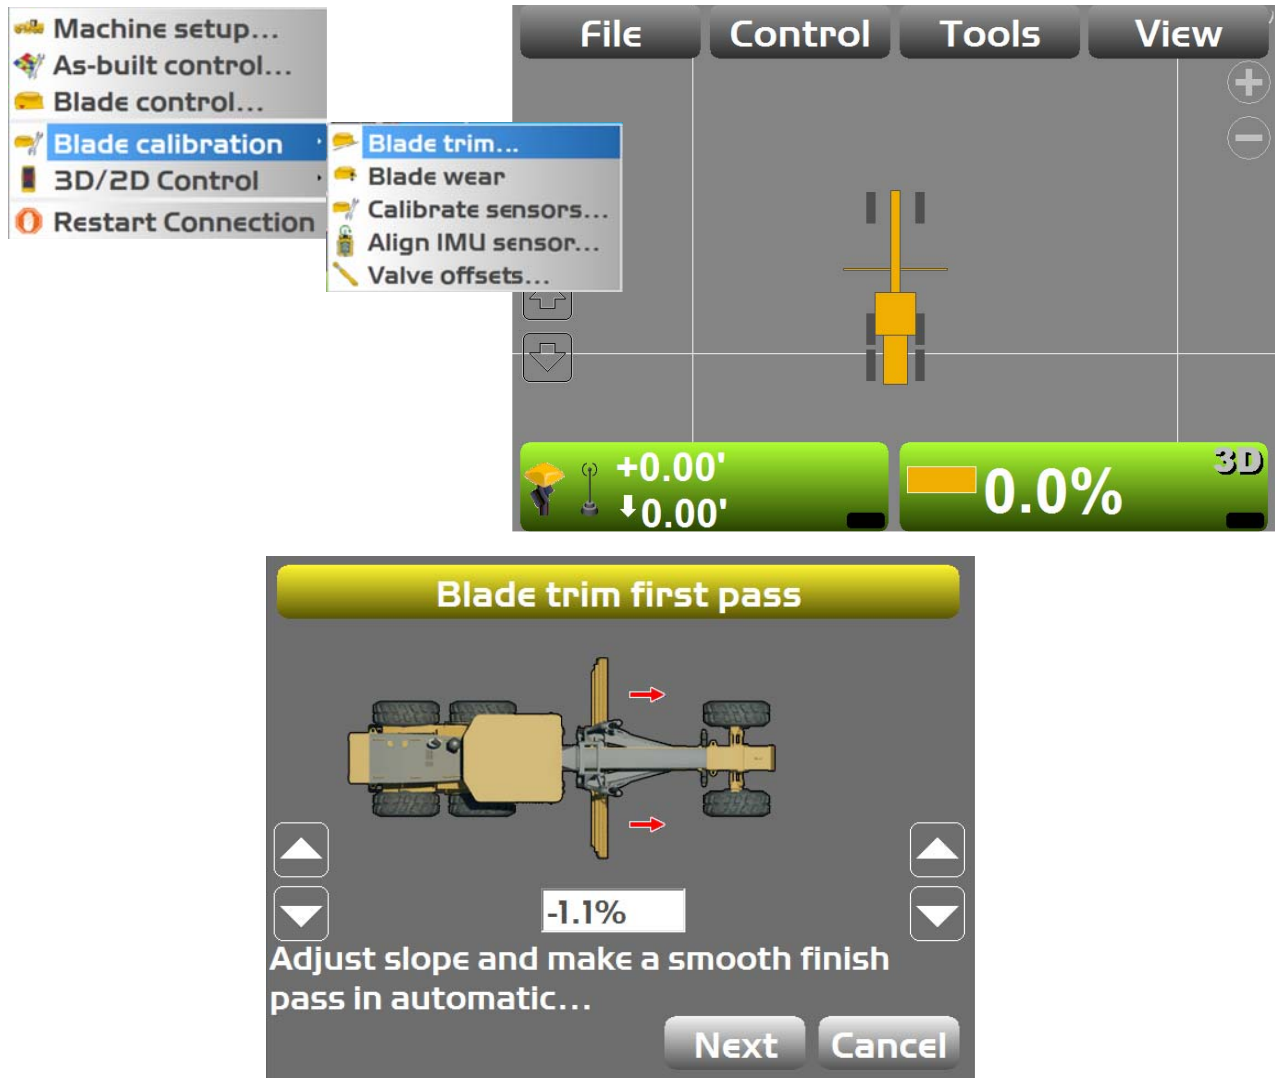 Machine setup...
As-built control...
Blade control...
Blade calibration
3D/2D Control
Restart Connection
Blade trim...
Blade wear
Calibrate sensors...
Align IMU sensor...
Valve offsets...
File
Control
Tools
View
+0.00'
0.00'
3D
0.0%
Blade trim first pass
-1.1%
Adjust slope and make a smooth finish
pass in automatic...
Next
Cancel